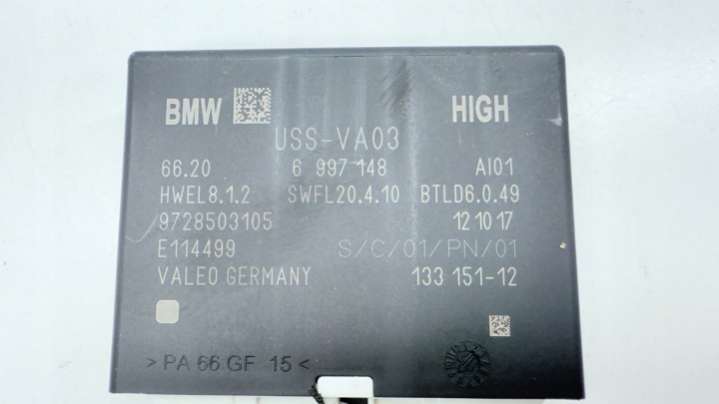 BMW HIGH
USS-VA03
66.20 6 997 148 AI01
HWEL8.1.2 SWFL20.4.10 BTLD6.0.49
9728503105 12 10 17
E114499 S/C/01/PN/01
VALEO GERMANY 133 151-12
>PA 66 GF 15<